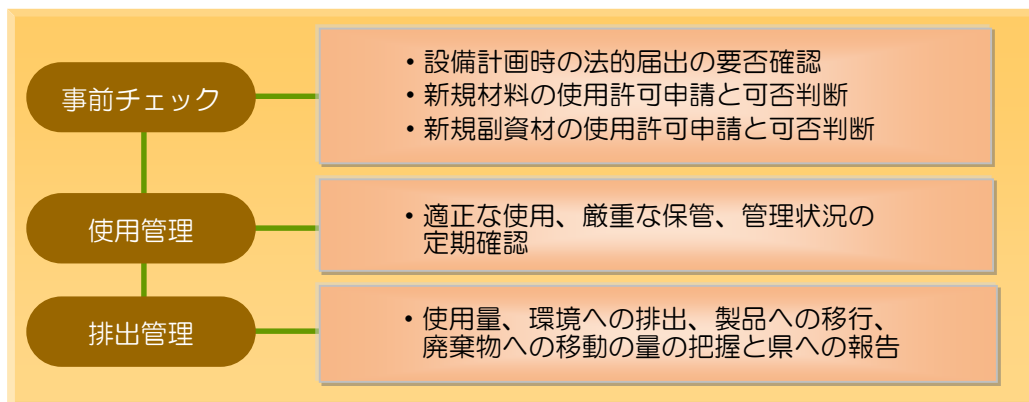 事前チェック
・設備計画時の法的届出の要否確認
・新規材料の使用許可申請と可否判断
・新規副資材の使用許可申請と可否判断
使用管理
・適正な使用、厳重な保管、管理状況の
定期確認
排出管理
・使用量、環境への排出、製品への移行、
廃棄物への移動の量の把握と県への報告